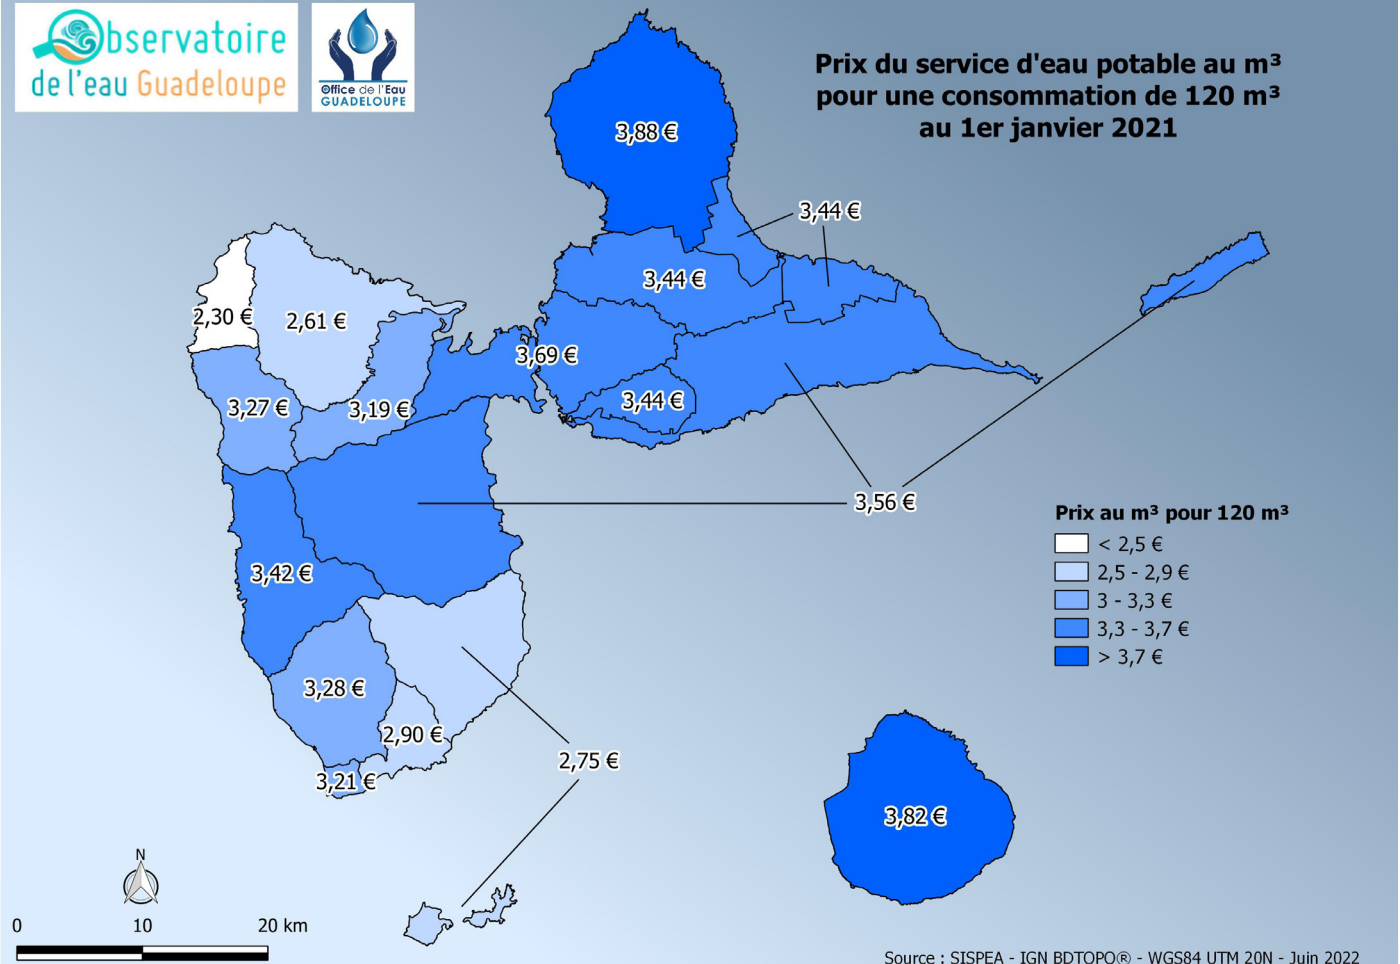 Observatoire
de l'eau Guadeloupe
Office de l'Eau
GUADELOUPE
Prix du service d'eau potable au m³
pour une consommation de 120 m³
au 1er janvier 2021
3,88 €
3,44 €
3,44 €
2,30 €
2,61 €
3,69 €
3,27 €
3,19 €
3,44 €
3,56 €
3,42 €
3,28 €
2,90 €
2,75 €
3,21 €
3,82 €
Prix au m³ pour 120 m³
< 2,5 €
2,5 - 2,9 €
3 - 3,3 €
3,3 - 3,7 €
> 3,7 €
N
0 10 20 km
Source : SISPEA - IGN BDTOPO® - WGS84 UTM 20N - Juin 2022